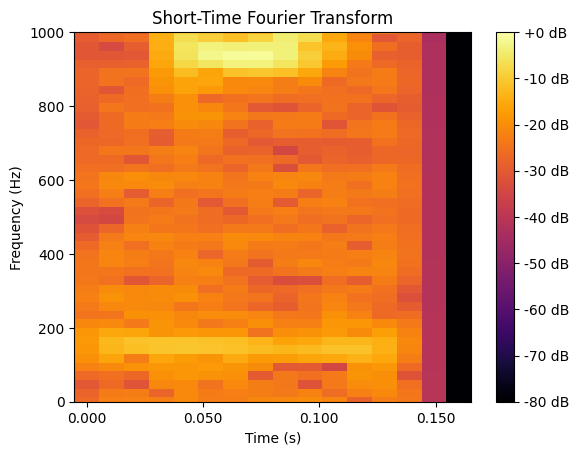 Short-Time Fourier Transform
Frequency (Hz)
1000
800
600
400
200
0
0.000
0.050
0.100
0.150
Time (s)
+0 dB
-10 dB
-20 dB
-30 dB
-40 dB
-50 dB
-60 dB
-70 dB
-80 dB